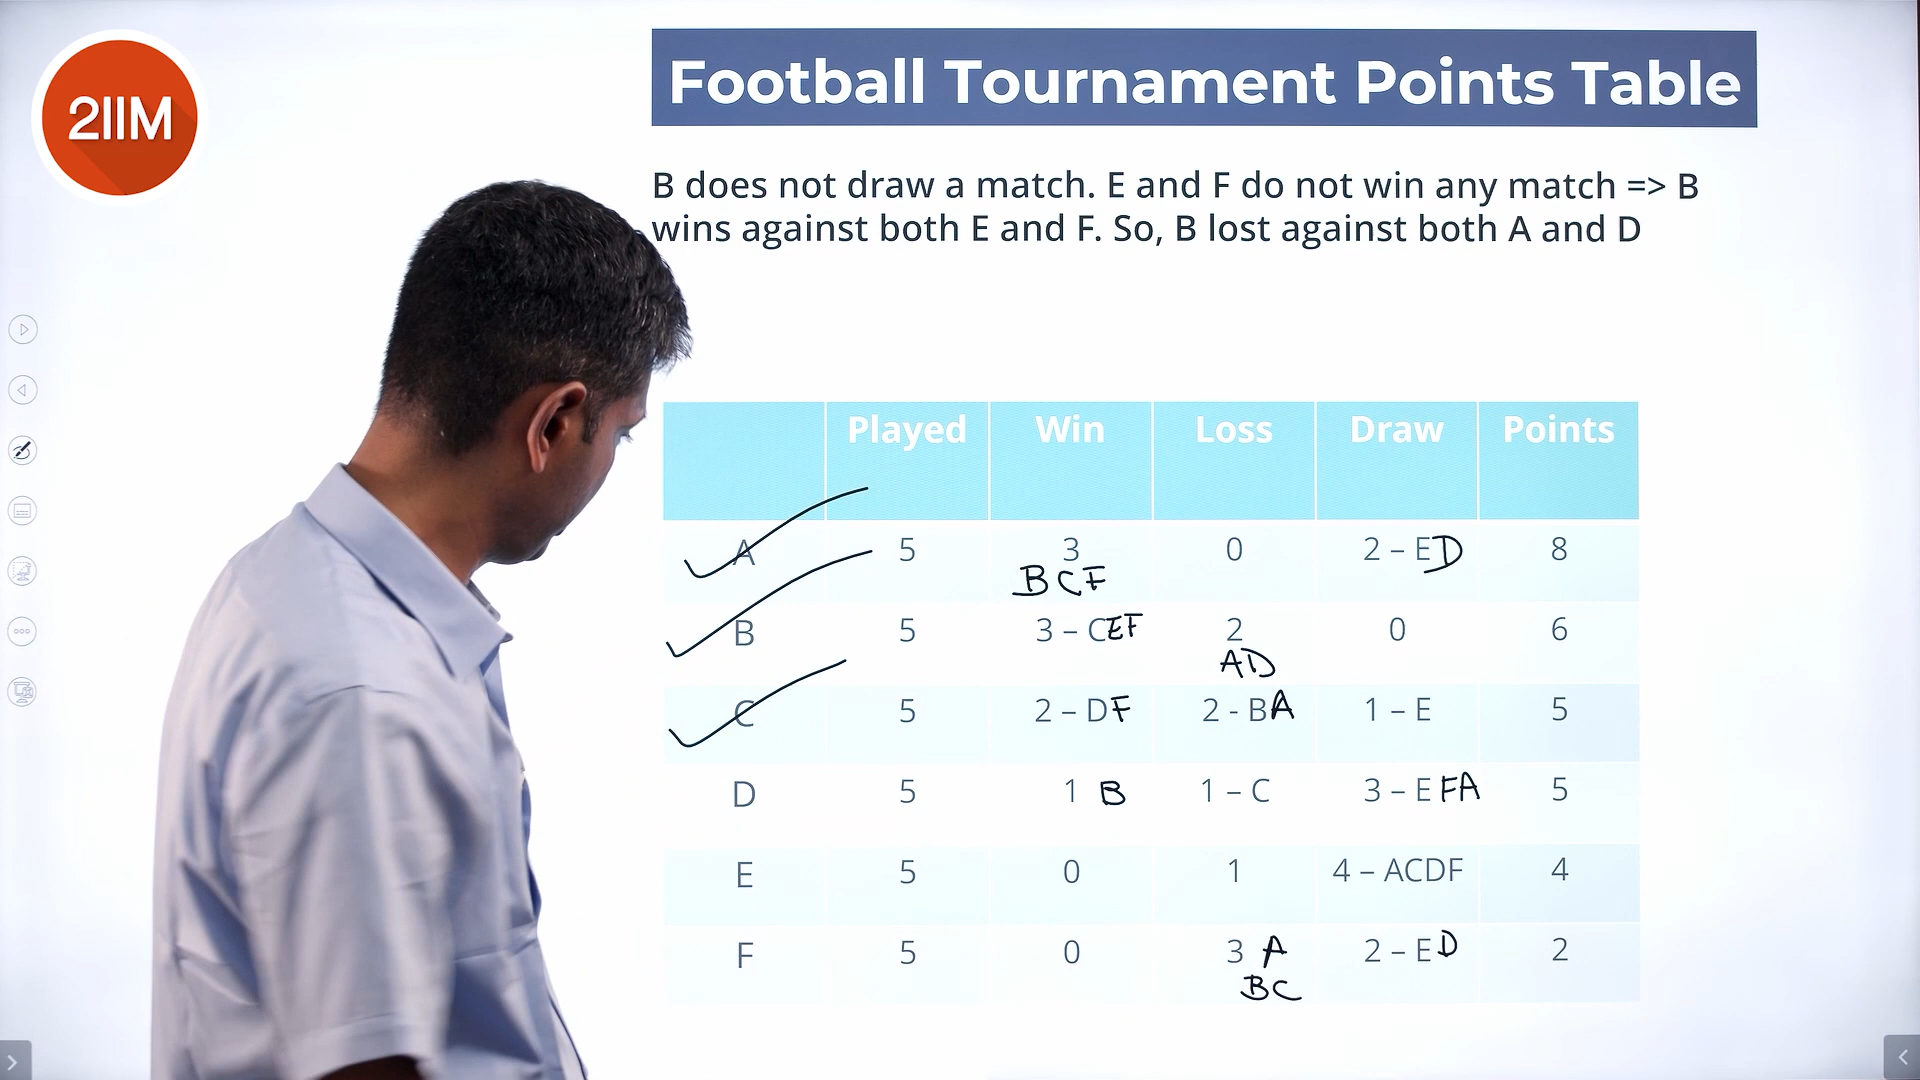 2IIM
Football Tournament Points Table
B does not draw a match. E and F do not win any match => B
wins against both E and F. So, B lost against both A and D
Played Win Loss Draw Points
A 5 3 0 2 – ED 8
BCF
B 5 3 – CEF 2 0 6
AD
C 5 2 – DF 2 - BA 1 – E 5
D 5 1 B 1 – C 3 – EFA 5
E 5 0 1 4 – ACDF 4
F 5 0 3 A 2 – ED 2
BC